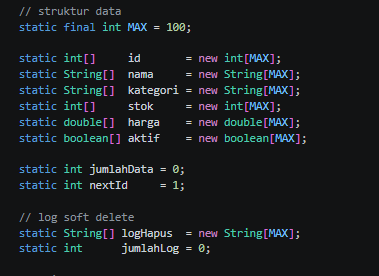 // struktur data
static final int MAX = 100;
static int[]     id       = new int[MAX];
static String[]  nama     = new String[MAX];
static String[]  kategori = new String[MAX];
static int[]     stok     = new int[MAX];
static double[]  harga    = new double[MAX];
static boolean[] aktif    = new boolean[MAX];
static int jumlahData = 0;
static int nextId     = 1;
// log soft delete
static String[] logHapus  = new String[MAX];
static int      jumlahLog = 0;